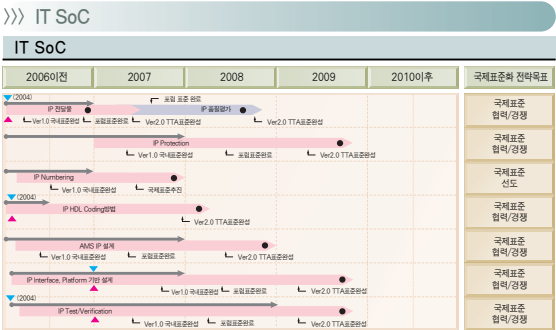 》》 IT SoC
IT SoC
2006이전 2007 2008 2009 2010이후 국제표준화 전략목표
(2004) 포럼 표준 완료
IP 전달물 IP 품질평가
Ver1.0 국내표준완성 포럼표준완료 Ver2.0 TTA표준완성 Ver2.0 TTA표준완성
국제표준
협력/경쟁
IP Protection
Ver1.0 국내표준완성 포럼표준완료 Ver2.0 TTA표준완성
국제표준
협력/경쟁
IP Numbering
Ver1.0 국내표준완성 국제표준추진
국제표준
선도
(2004)
IP HDL Coding방법
Ver2.0 TTA표준완성
국제표준
협력/경쟁
AMS IP 설계
Ver1.0 국내표준완성 포럼표준완료 Ver2.0 TTA표준완성
국제표준
협력/경쟁
IP Interface, Platform 기반 설계
Ver1.0 국내표준완성 포럼표준완료 Ver2.0 TTA표준완성
국제표준
협력/경쟁
(2004)
IP Test/Verification
Ver1.0 국내표준완성 포럼표준완료 Ver2.0 TTA표준완성
국제표준
협력/경쟁